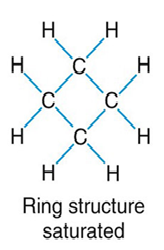 H H
H C H
C C
H C H
H H
Ring structure
saturated